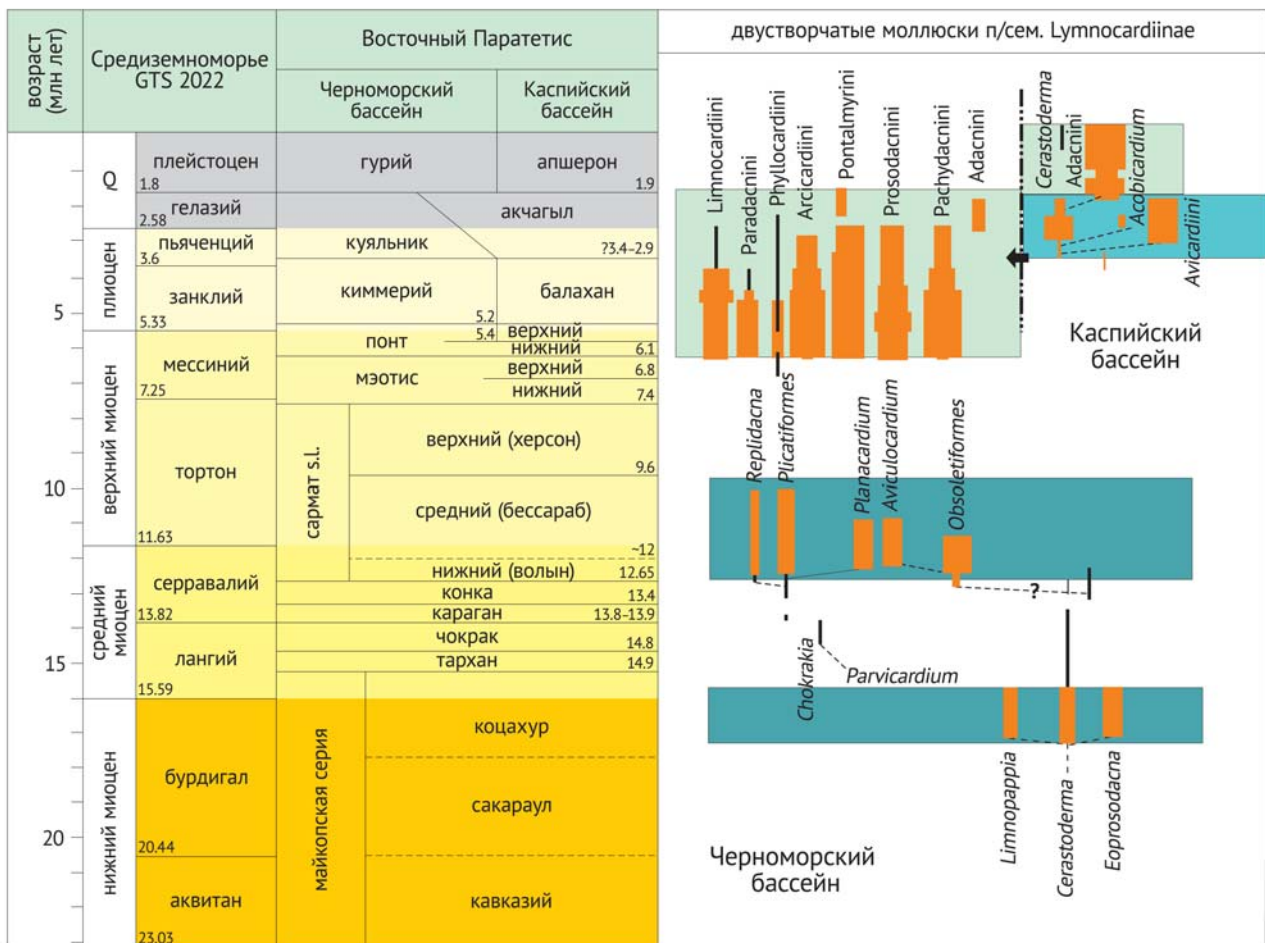 возраст
(млн лет)
Средиземноморье
GTS 2022
Восточный Паратетис
Черноморский
бассейн
Каспийский
бассейн
двустворчатые моллюски п/сем. Lymnocardiinae
Q
плейстоцен
1.8
гурий
апшерон
1.9
гелазий
2.58
акчагыл
плиоцен
пьяченций
3.6
куяльник
?3.4–2.9
занклий
5.33
киммерий
5.2
балахан
5
верхний миоцен
мессиний
7.25
понт
5.4
верхний
нижний
6.1
мэотис
верхний
6.8
нижний
7.4
тортон
11.63
10
сармат s.l.
верхний (херсон)
9.6
средний (бессараб)
~12
нижний (волын)
12.65
средний
миоцен
серравалий
13.82
конка
13.4
караган
13.8–13.9
лангий
15.59
чокрак
14.8
тархан
14.9
15
нижний миоцен
бурдигал
20.44
майкопская серия
коцахур
сакараул
20
аквитан
23.03
кавказий
Limnocardiini
Paradacnini
Phyllocardiini
Arcicardiini
Pontalmyrini
Prosodacnini
Pachydacnini
Adacnini
Cerastoderma
Adacnini
Acobicardium
Avicardiini
Каспийский
бассейн
Replidacna
Plicatiformes
Planacardium
Aviculocardium
Obsoletiformes
?
Chokrakia
Parvicardium
Limnopappia
Cerastoderma
Eoprosodacna
Черноморский
бассейн